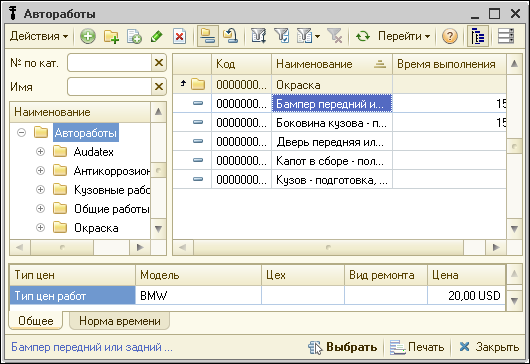 Автоработы
Действия Перейти
№ по кат.
Имя
Наименование
Автоработы
Audatex
Антикоррозион
Кузовные рабо
Общие работы
Окраска
Код Наименование Время выполнения
0000000... Окраска
0000000... Бампер передний и... 15
0000000... Боковина кузова - п... 15
0000000... Дверь передняя ил...
0000000... Капот в сборе - пол...
0000000... Кузов - подготовка, ...
Тип цен Модель Цех Вид ремонта Цена
Тип цен работ BMW 20,00 USD
Общее Норма времени
Бампер передний или задний ... Выбрать Печать Закрыть